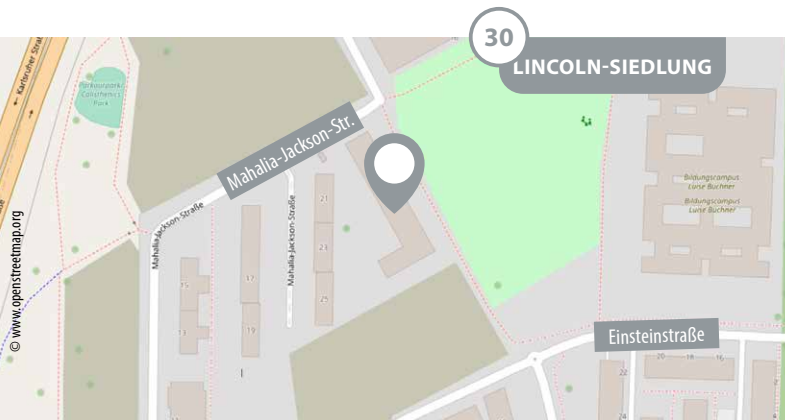 30
LINCOLN-SIEDLUNG
← Karlsruher Straße
Parkourpark/
Calisthenics
Park
Mahalia-Jackson-Str.
Mahalia-Jackson-Straße
Mahalia-Jackson-Straße
21
23
25
17
19
15
13
Bildungscampus
Luise Büchner
Bildungscampus
Luise Büchner
© www.openstreetmap.org
Einsteinstraße
20
18
16
22
24
2